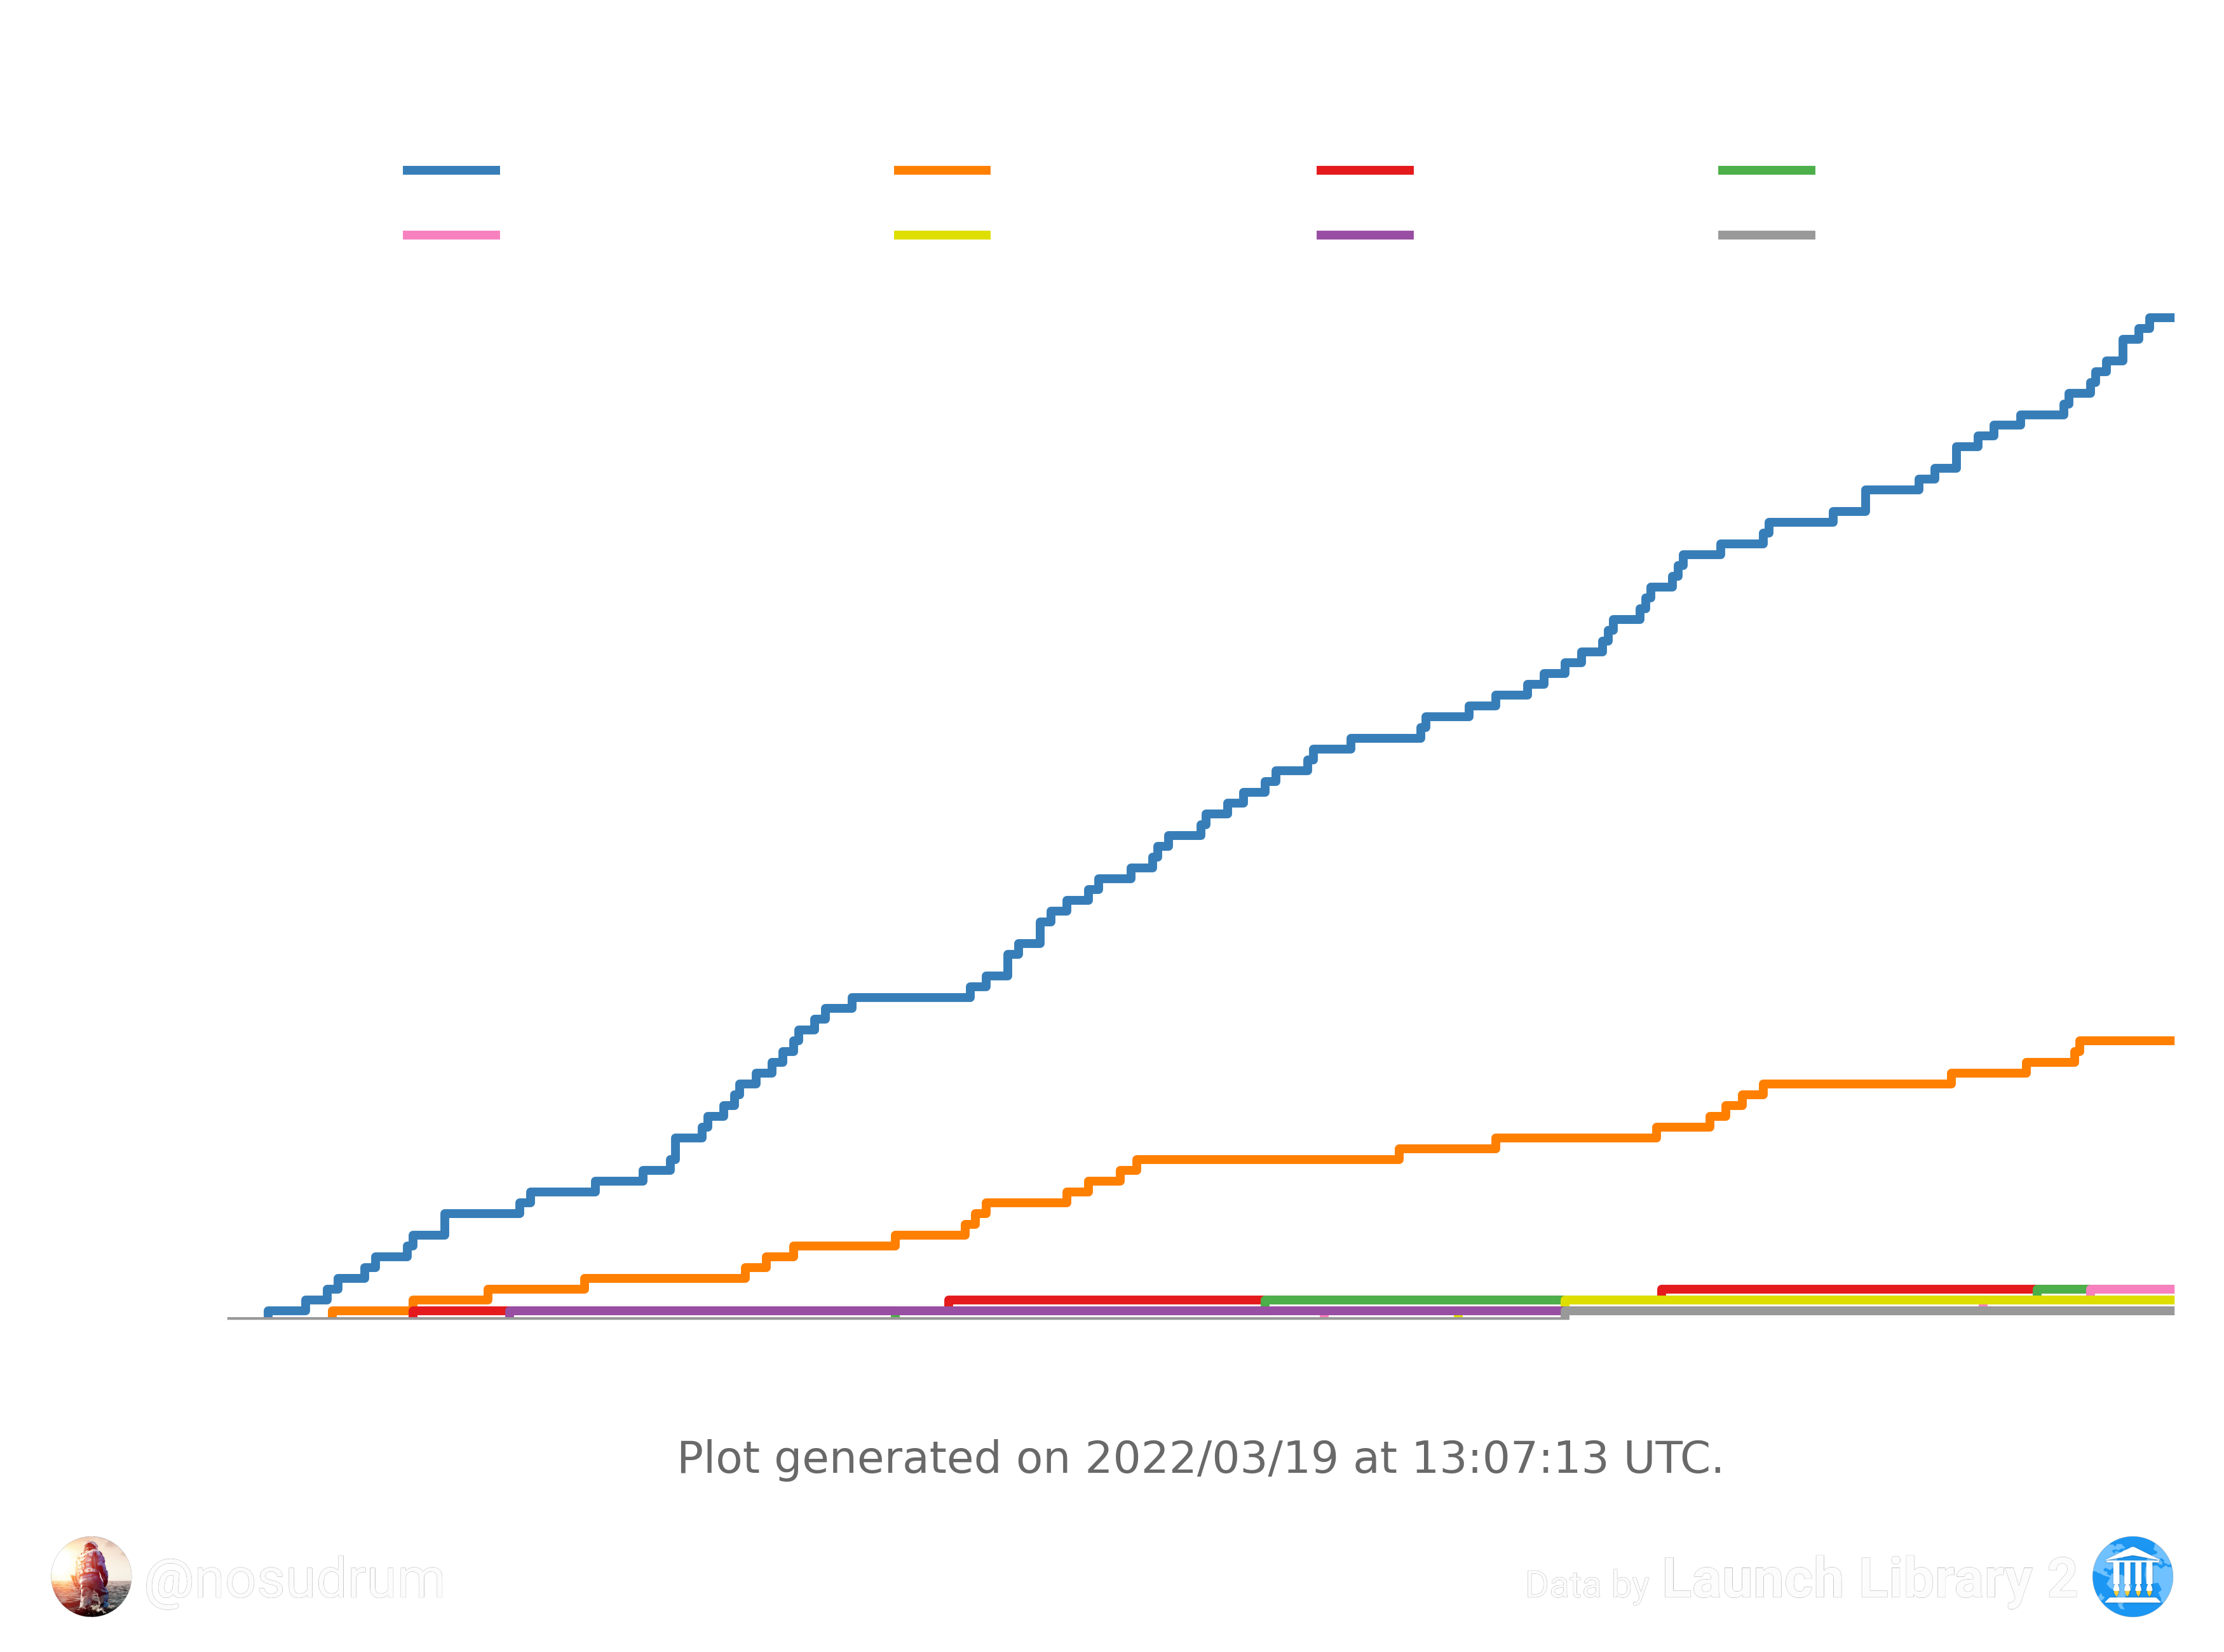 Plot generated on 2022/03/19 at 13:07:13 UTC.
@nosudrum
Data by Launch Library 2